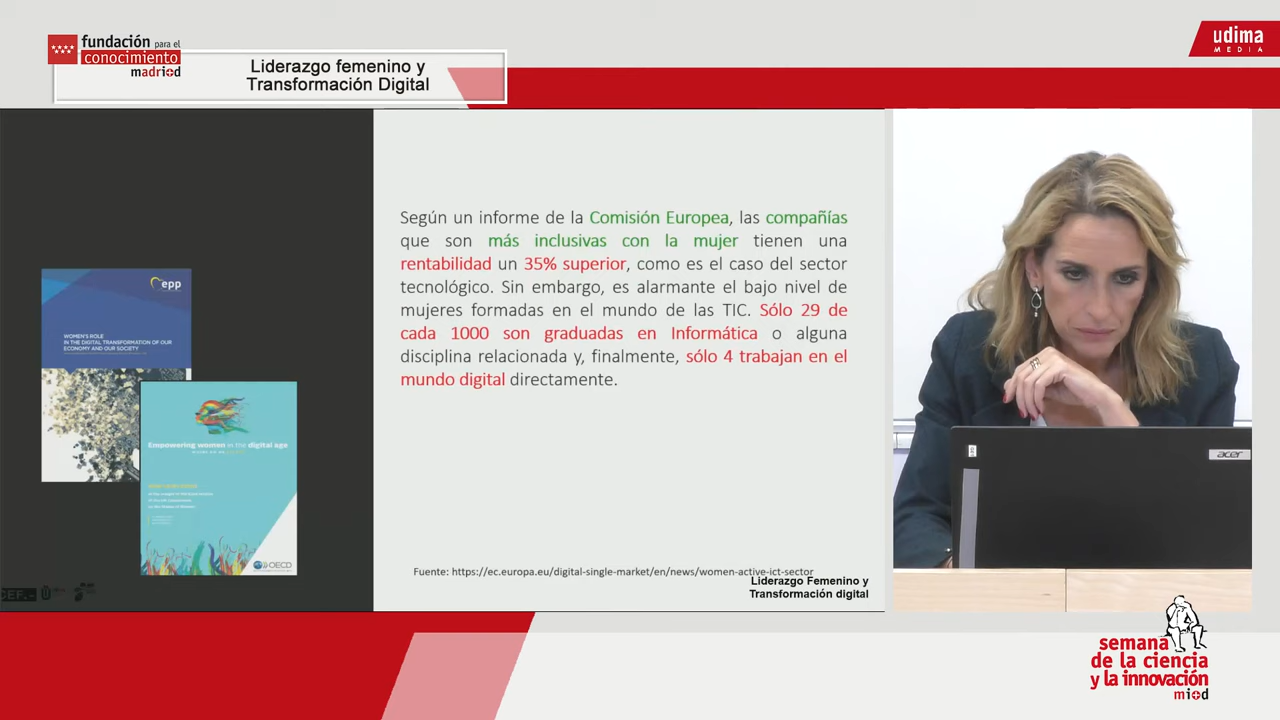 fundación para el
conocimiento
madri+d
Liderazgo femenino y
Transformación Digital
udima
MEDIA
Según un informe de la Comisión Europea, las compañías
que son más inclusivas con la mujer tienen una
rentabilidad un 35% superior, como es el caso del sector
tecnológico. Sin embargo, es alarmante el bajo nivel de
mujeres formadas en el mundo de las TIC. Sólo 29 de
cada 1000 son graduadas en Informática o alguna
disciplina relacionada y, finalmente, sólo 4 trabajan en el
mundo digital directamente.
epp
WOMEN'S ROLE
IN THE DIGITAL TRANSFORMATION OF OUR
ECONOMY AND OUR SOCIETY
Empowering women in the digital age
OECD
CEF.-
Fuente: https://ec.europa.eu/digital-single-market/en/news/women-active-ict-sector
Liderazgo Femenino y
Transformación digital
acer
semana
de la ciencia
y la innovación
mi+d